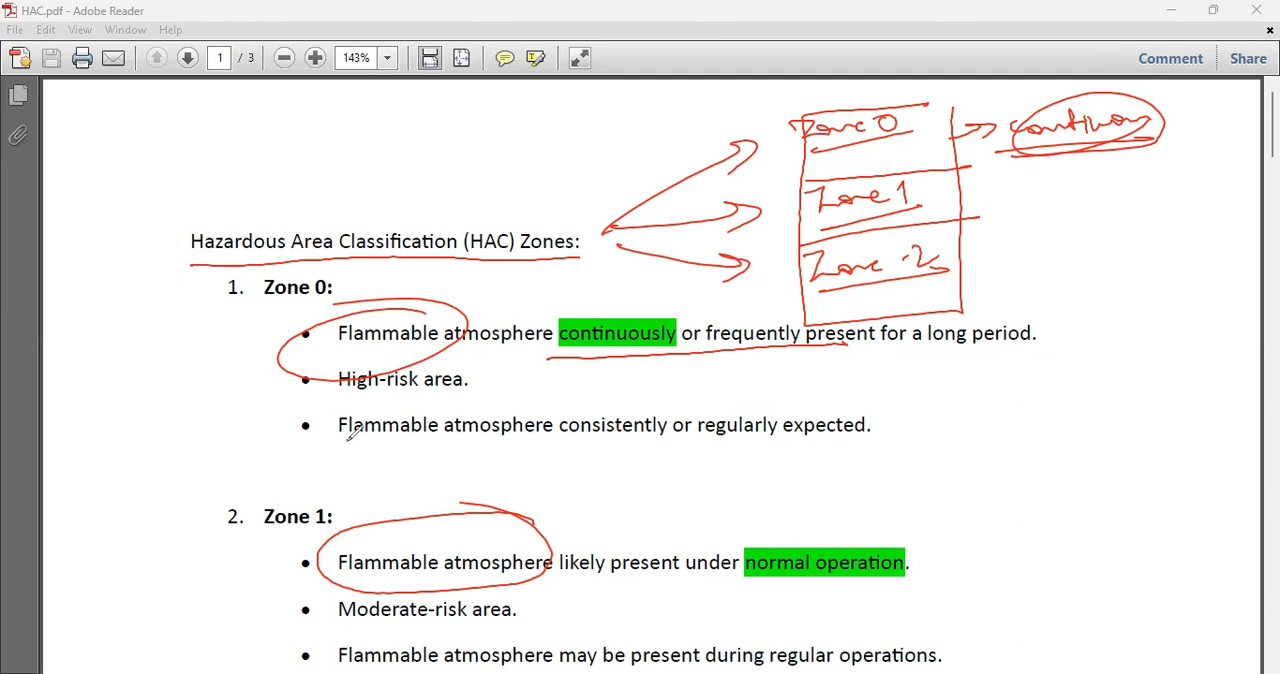 HAC.pdf - Adobe Reader
File Edit View Window Help
1 / 3 143% Comment Share
Zone 0 continuous
Zone 1
Zone 2
Hazardous Area Classification (HAC) Zones:
1. Zone 0:
• Flammable atmosphere continuously or frequently present for a long period.
• High-risk area.
• Flammable atmosphere consistently or regularly expected.
2. Zone 1:
• Flammable atmosphere likely present under normal operation.
• Moderate-risk area.
• Flammable atmosphere may be present during regular operations.